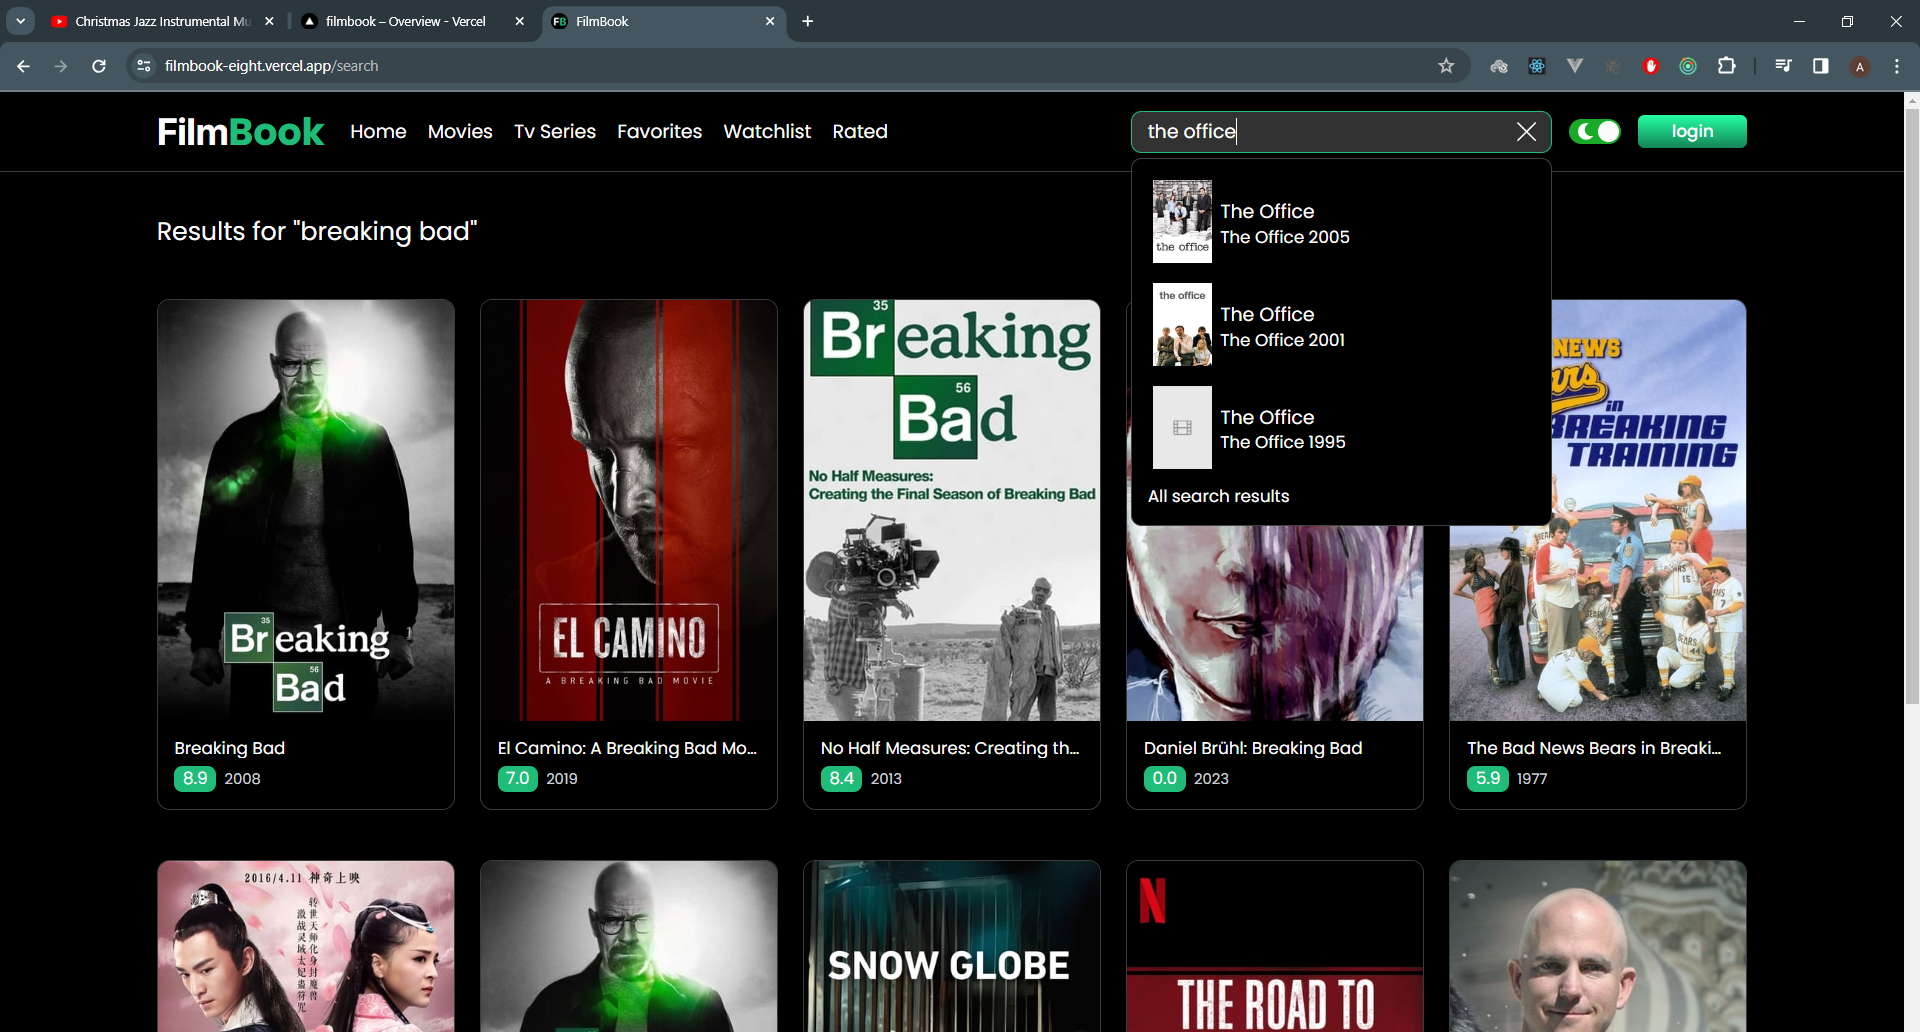 Christmas Jazz Instrumental Mu
filmbook – Overview - Vercel
FB
FilmBook
filmbook-eight.vercel.app/search
A
FilmBook
Home
Movies
Tv Series
Favorites
Watchlist
Rated
the office
login
Results for "breaking bad"
the office
The Office
The Office 2005
the office
The Office
The Office 2001
The Office
The Office 1995
All search results
35
Breaking
56
Bad
EL CAMINO
A BREAKING BAD MOVIE
35
Breaking
56
Bad
No Half Measures:
Creating the Final Season of Breaking Bad
NEWS
in
BREAKING
TRAINING
BEARS
15
7
Breaking Bad
8.9 2008
El Camino: A Breaking Bad Mo...
7.0 2019
No Half Measures: Creating th...
8.4 2013
Daniel Brühl: Breaking Bad
0.0 2023
The Bad News Bears in Breaki...
5.9 1977
2016/4.11 神奇上映
SNOW GLOBE
N
THE ROAD TO